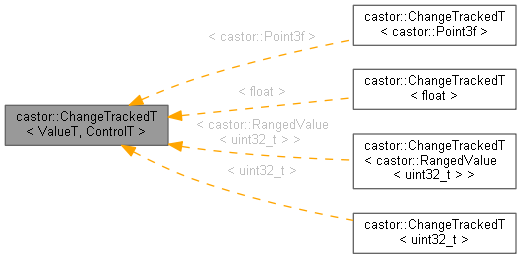 castor::ChangeTrackedT
< ValueT, ControlT >
< castor::Point3f >
castor::ChangeTrackedT
< castor::Point3f >
< float >
castor::ChangeTrackedT
< float >
< castor::RangedValue
< uint32_t > >
castor::ChangeTrackedT
< castor::RangedValue
< uint32_t > >
< uint32_t >
castor::ChangeTrackedT
< uint32_t >